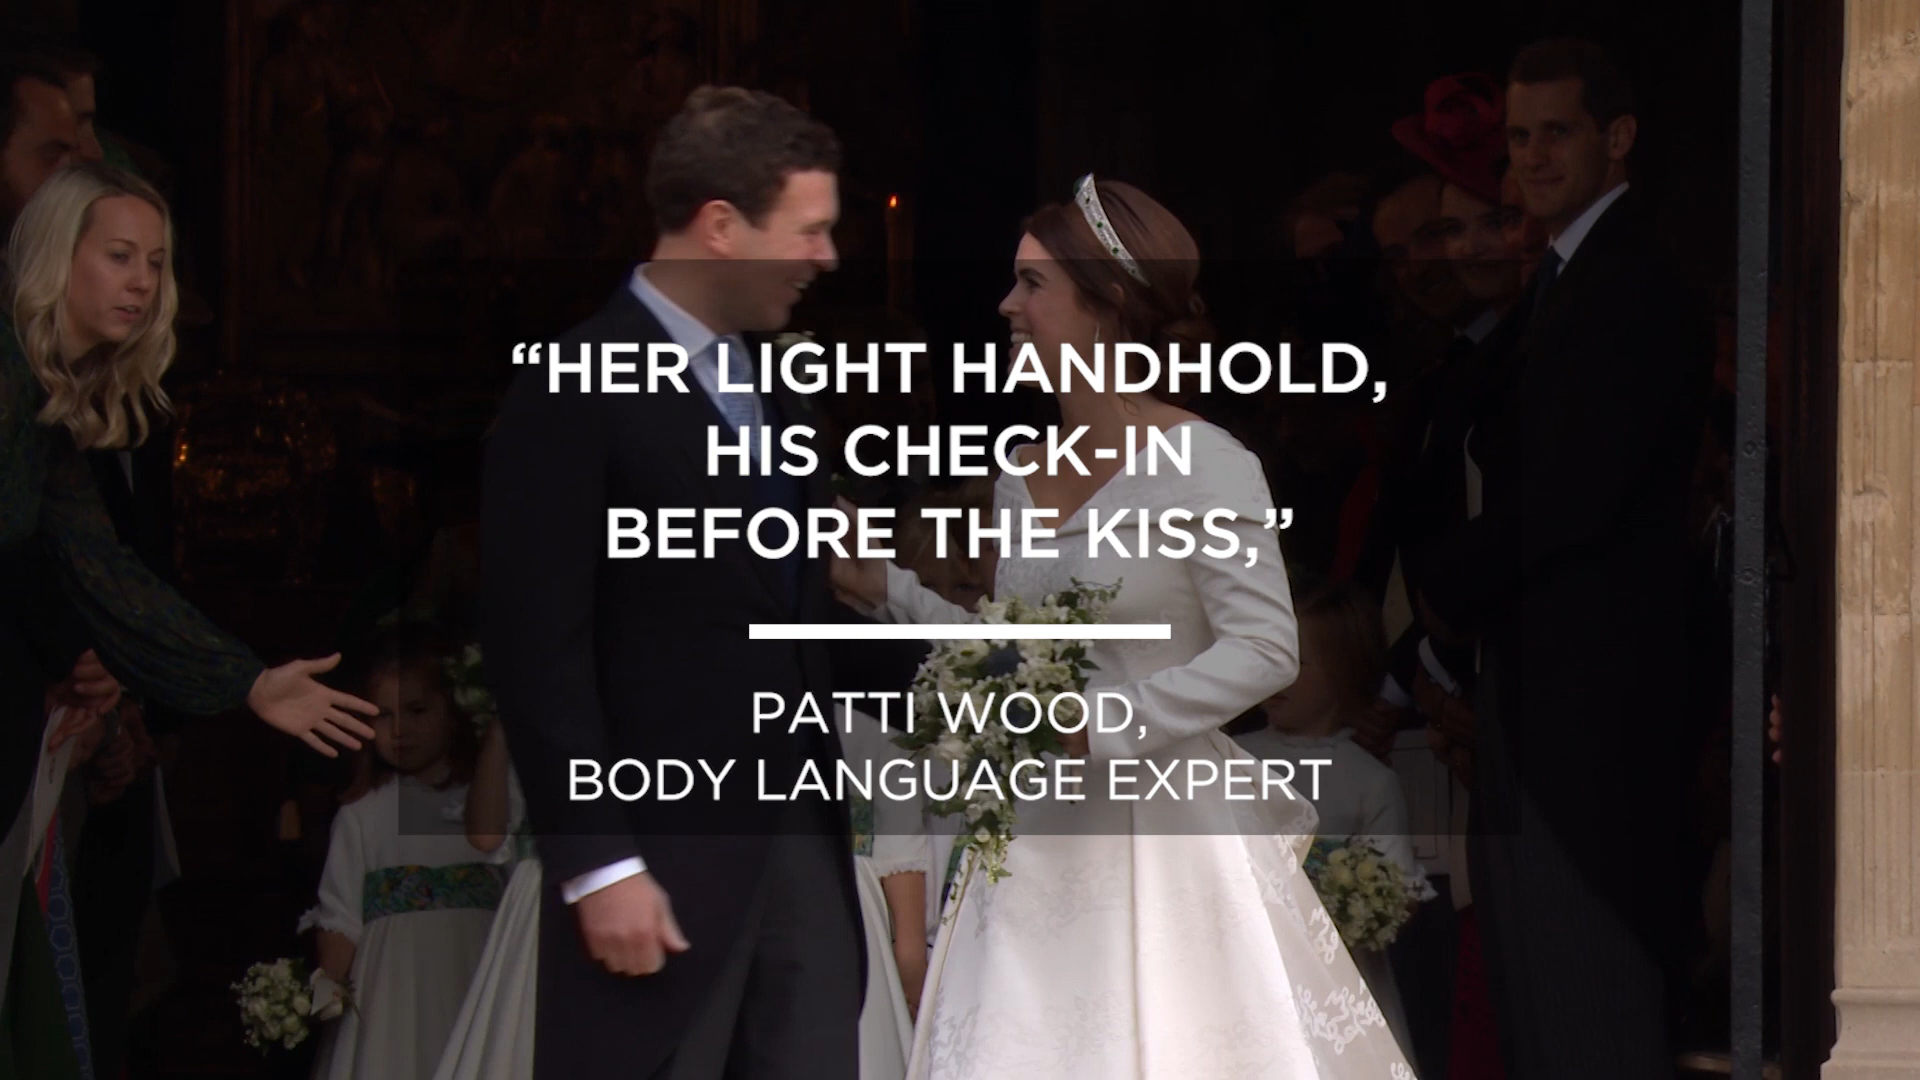 “HER LIGHT HANDHOLD,
HIS CHECK-IN
BEFORE THE KISS,”
PATTI WOOD,
BODY LANGUAGE EXPERT